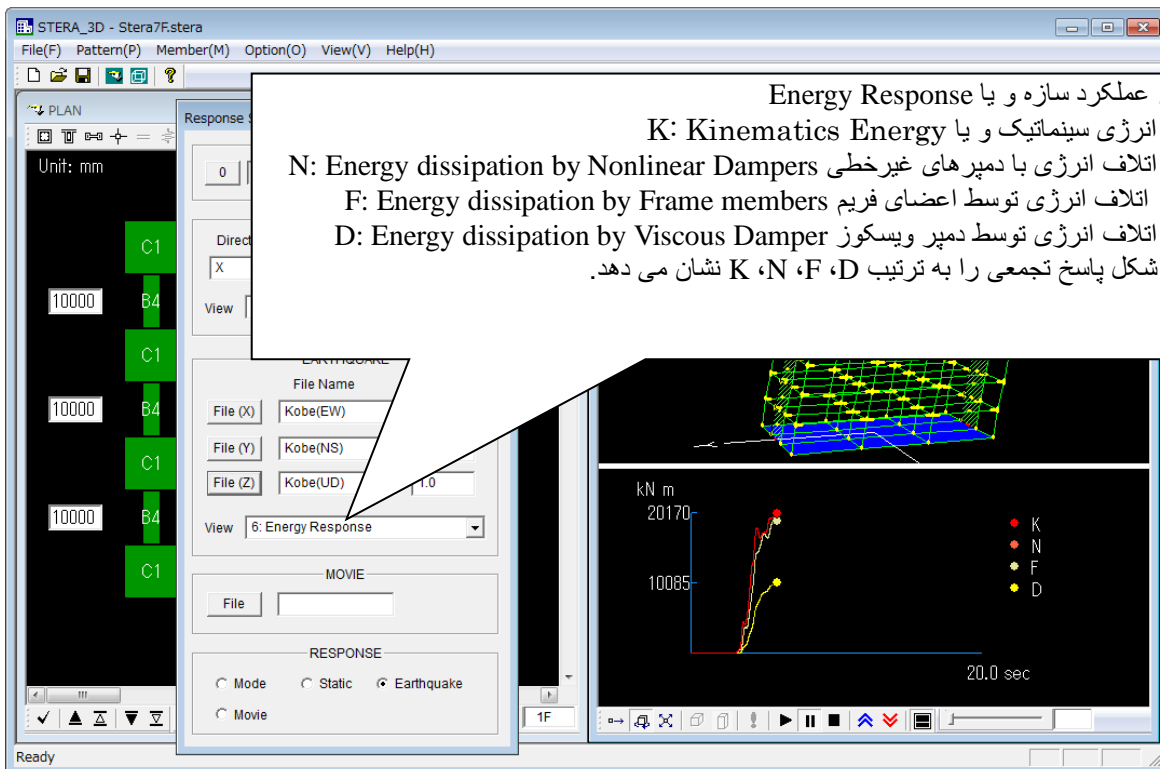 STERA_3D - Stera7F.stera
File(F) Pattern(P) Member(M) Option(O) View(V) Help(H)
عملکرد سازه و یا Energy Response
انرژی سینماتیک و یا K: Kinematics Energy
اتلاف انرژی با دمپرهای غیرخطی N: Energy dissipation by Nonlinear Dampers
اتلاف انرژی توسط اعضای فریم F: Energy dissipation by Frame members
اتلاف انرژی توسط دمپر ویسکوز D: Energy dissipation by Viscous Damper
شکل پاسخ تجمعی را به ترتیب K ،N ،F ،D نشان می دهد.
PLAN
Unit: mm
C1
10000 B4
C1
10000 B4
C1
10000 B4
C1
Response
0
Direct
X
View
EARTHQUAKE
File Name
File (X) Kobe(EW)
File (Y) Kobe(NS)
File (Z) Kobe(UD) 1.0
View 6: Energy Response
MOVIE
File
RESPONSE
Mode Static Earthquake
Movie
1F
kN m
20170
10085
20.0 sec
K
N
F
D
Ready